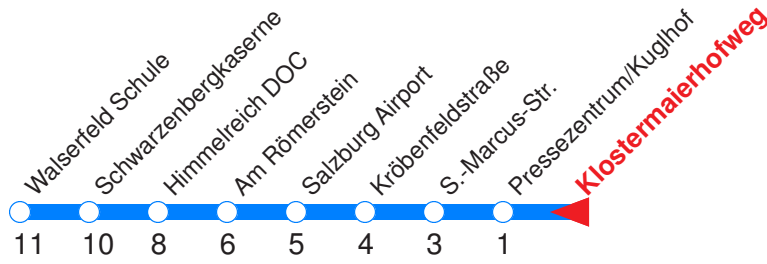 Walserfeld Schule
Schwarzenbergkaserne
Himmelreich DOC
Am Römerstein
Salzburg Airport
Kröbenfeldstraße
S.-Marcus-Str.
Pressezentrum/Kuglhof
Klostermaierhofweg
11 10 8 6 5 4 3 1